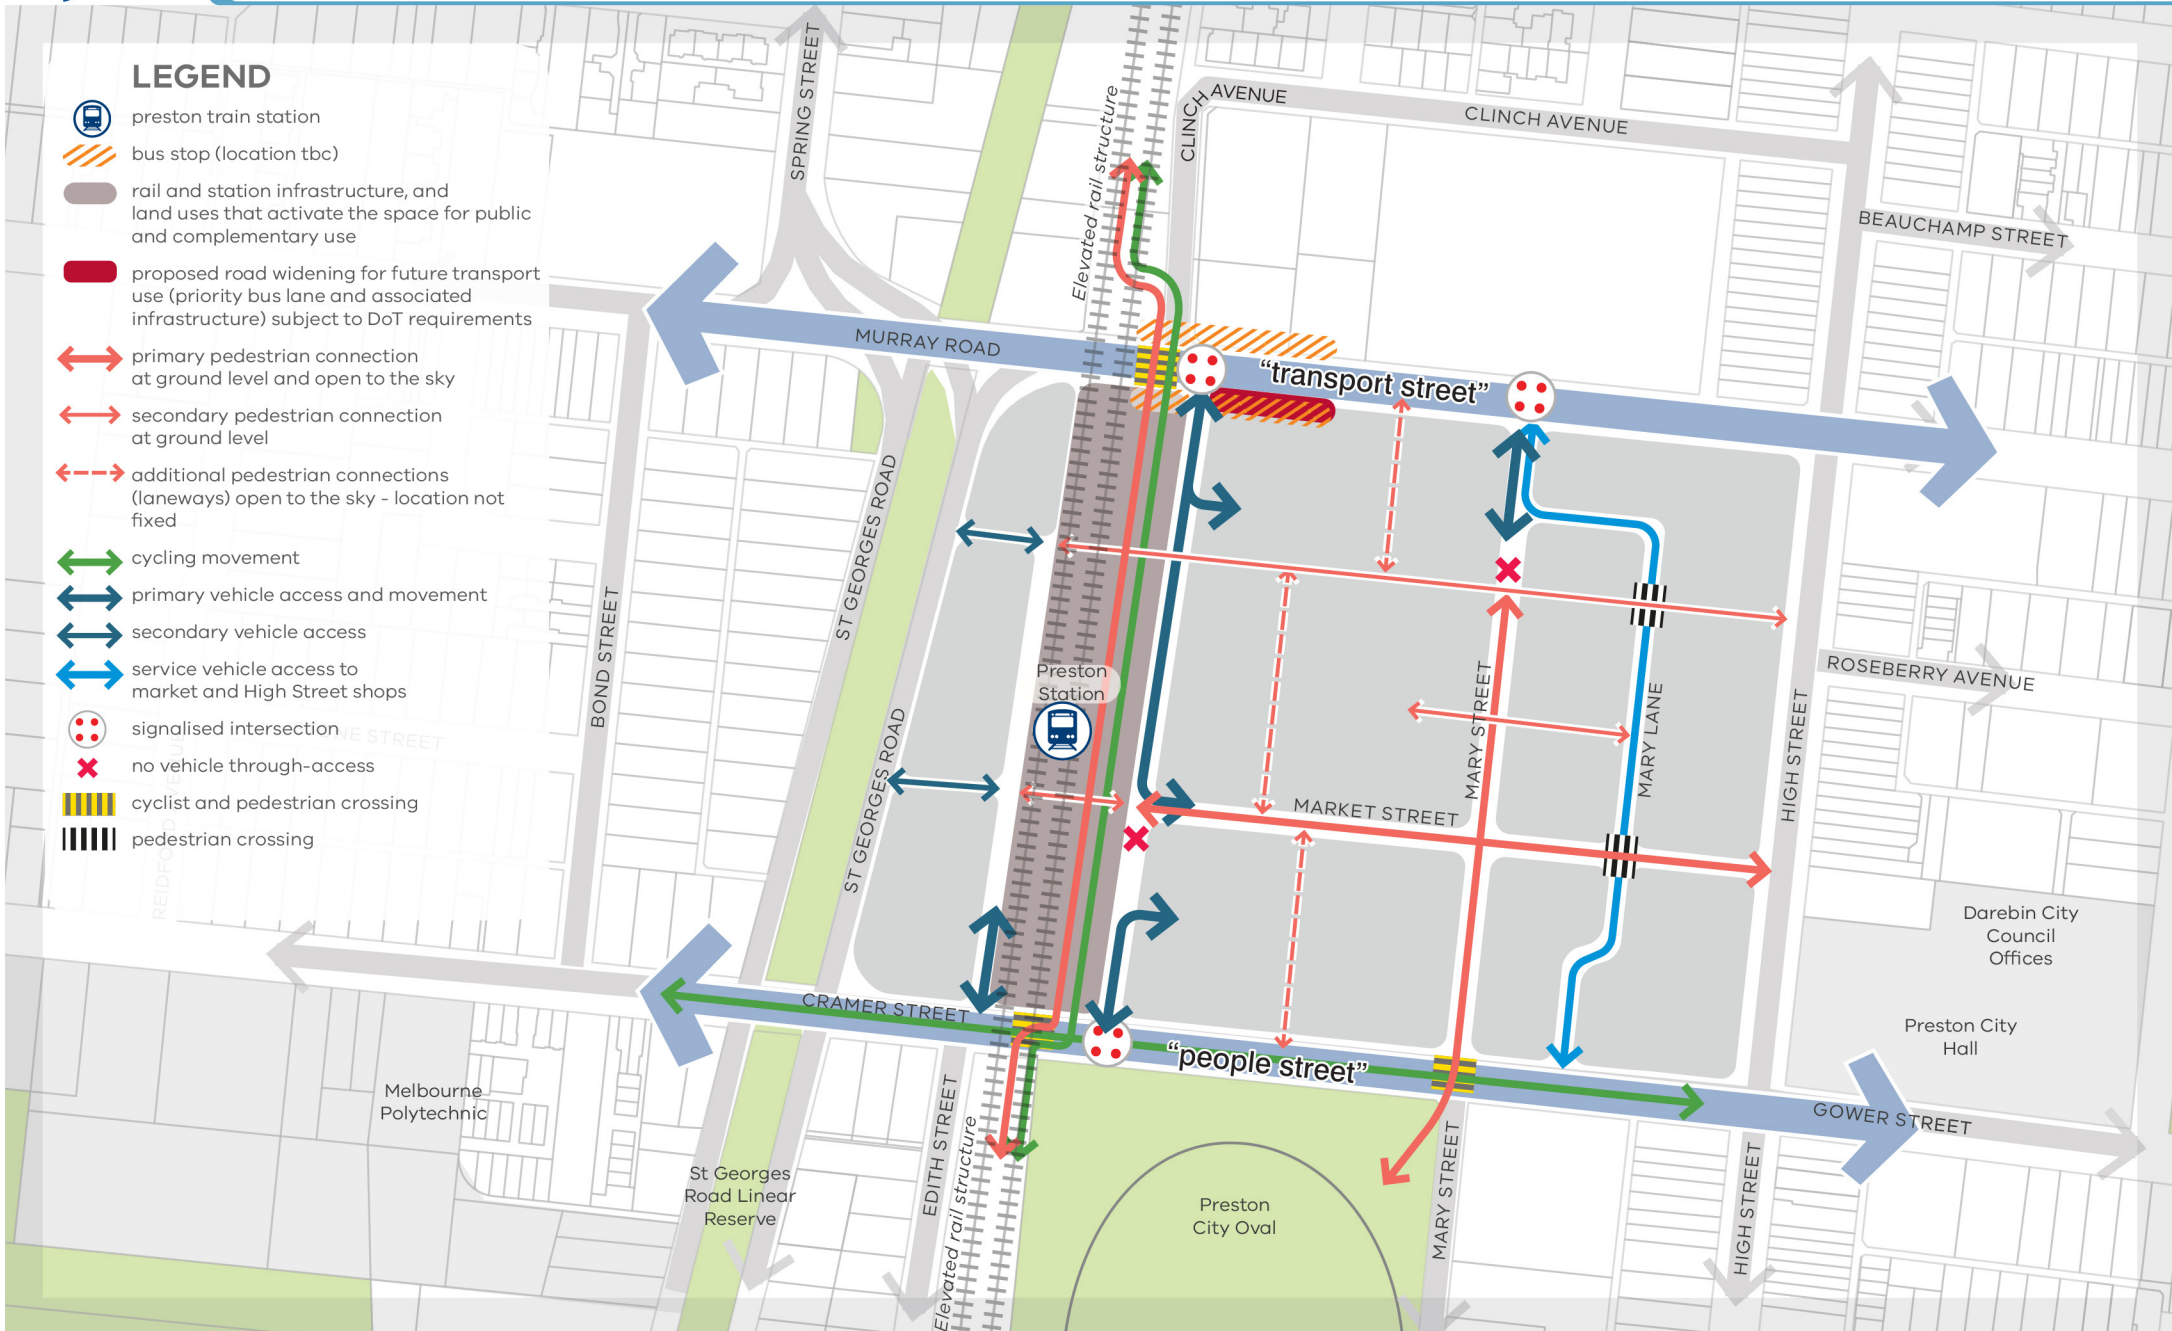 LEGEND
preston train station
bus stop (location tbc)
rail and station infrastructure, and
land uses that activate the space for public
and complementary use
proposed road widening for future transport
use (priority bus lane and associated
infrastructure) subject to DoT requirements
primary pedestrian connection
at ground level and open to the sky
secondary pedestrian connection
at ground level
additional pedestrian connections
(laneways) open to the sky - location not
fixed
cycling movement
primary vehicle access and movement
secondary vehicle access
service vehicle access to
market and High Street shops
signalised intersection
no vehicle through-access
cyclist and pedestrian crossing
pedestrian crossing
SPRING STREET
Elevated rail structure
CLINCH AVENUE
CLINCH AVENUE
BEAUCHAMP STREET
MURRAY ROAD
“transport street”
ST GEORGES ROAD
BOND STREET
Preston
Station
ROSEBERRY AVENUE
MARY STREET
MARY LANE
HIGH STREET
ST GEORGES ROAD
MARKET STREET
Darebin City
Council
Offices
CRAMER STREET
“people street”
Preston City
Hall
Melbourne
Polytechnic
GOWER STREET
EDITH STREET
Elevated rail structure
St Georges
Road Linear
Reserve
Preston
City Oval
MARY STREET
HIGH STREET